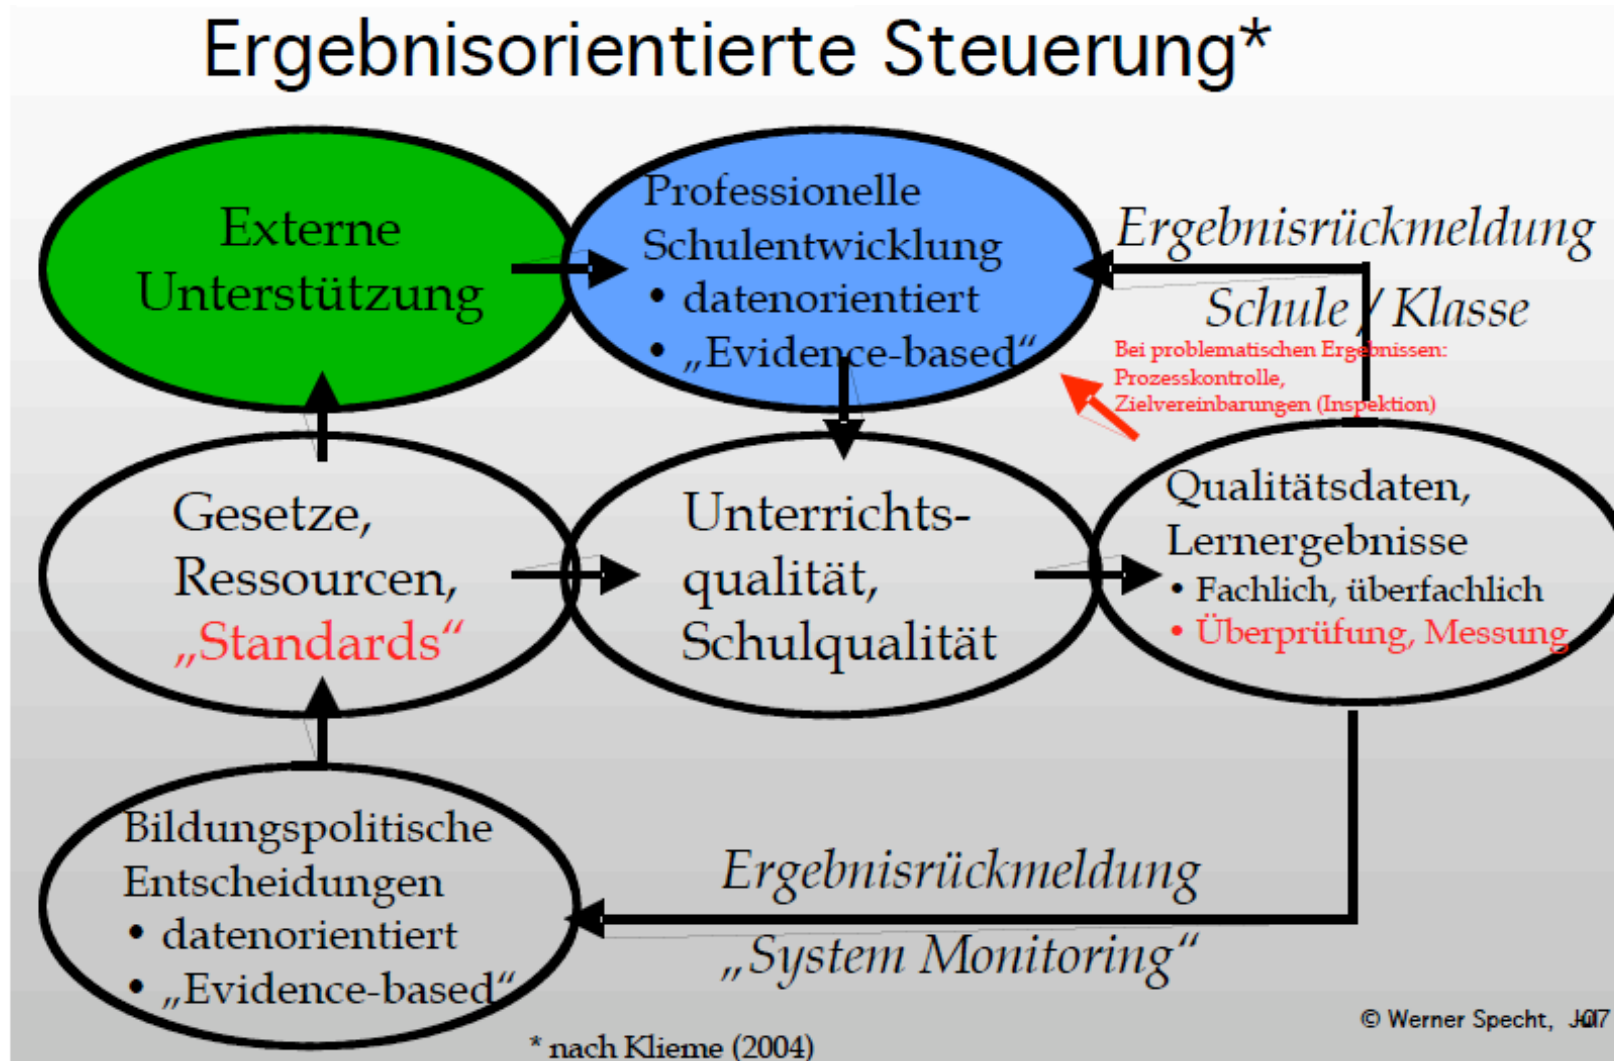 Ergebnisorientierte Steuerung*
Externe
Unterstützung
Professionelle
Schulentwicklung
• datenorientiert
• „Evidence-based“
Ergebnisrückmeldung
Schule / Klasse
Bei problematischen Ergebnissen:
Prozesskontrolle,
Zielvereinbarungen (Inspektion)
Gesetze,
Ressourcen,
„Standards“
Unterrichts-
qualität,
Schulqualität
Qualitätsdaten,
Lernergebnisse
• Fachlich, überfachlich
• Überprüfung, Messung
Bildungspolitische
Entscheidungen
• datenorientiert
• „Evidence-based“
Ergebnisrückmeldung
„System Monitoring“
© Werner Specht,
* nach Klieme (2004)